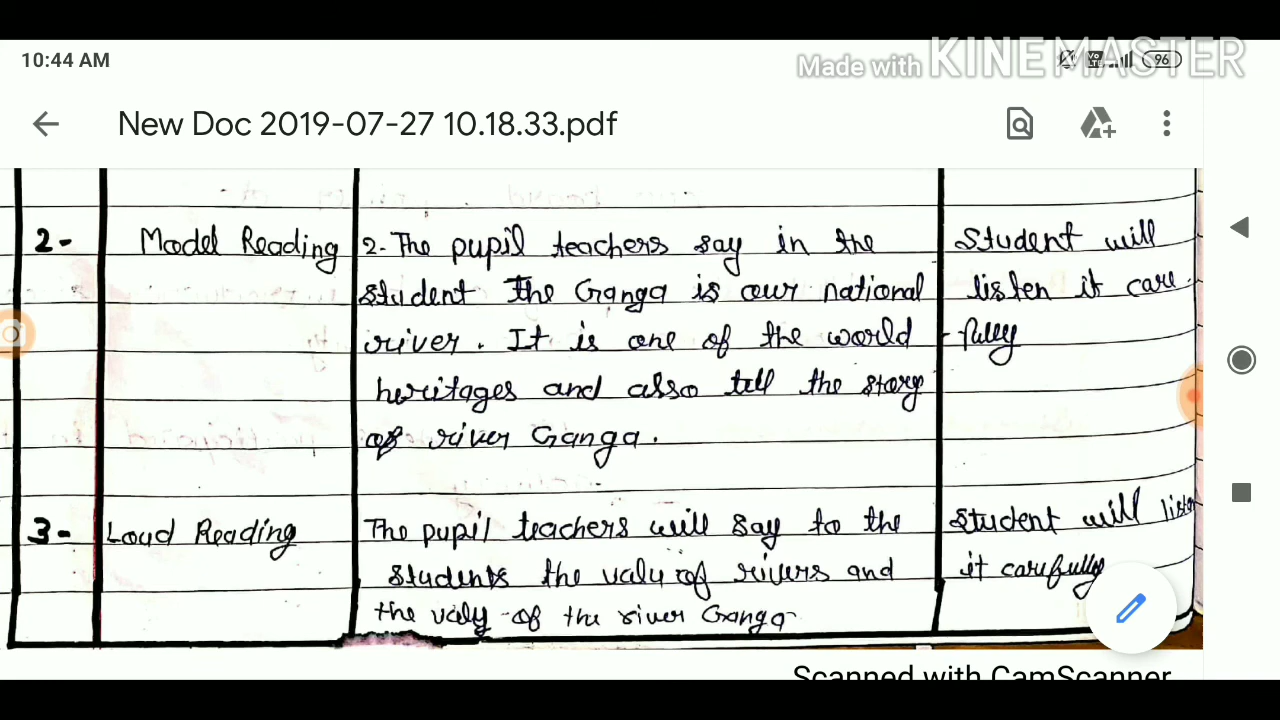 10:44 AM
Made with KINEMASTER
96
New Doc 2019-07-27 10.18.33.pdf
2-
Model Reading
2- The pupil teachers say in the
student The Ganga is our national
river. It is one of the world
heritages and also tell the story
of river Ganga.
Student will
listen it care-
-fully
3-
Loud Reading
The pupil teachers will say to the
students the valu of rivers and
the valy of the river Ganga
Student will listen
it carefully
Scanned with CamScanner